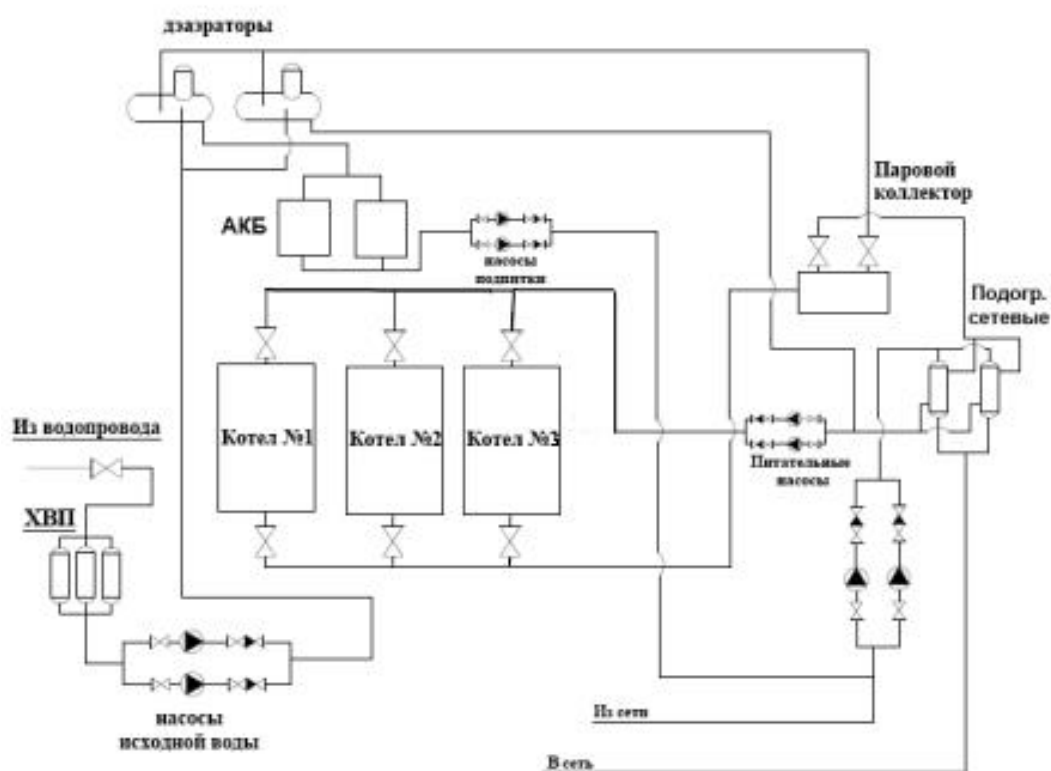 дэаэраторы
Паровой
коллектор
АКБ
насосы
подпитки
Подогр.
сетевые
Из водопровода
Котел №1
Котел №2
Котел №3
Питательные
насосы
ХВП
насосы
исходной воды
Из сети
В сеть